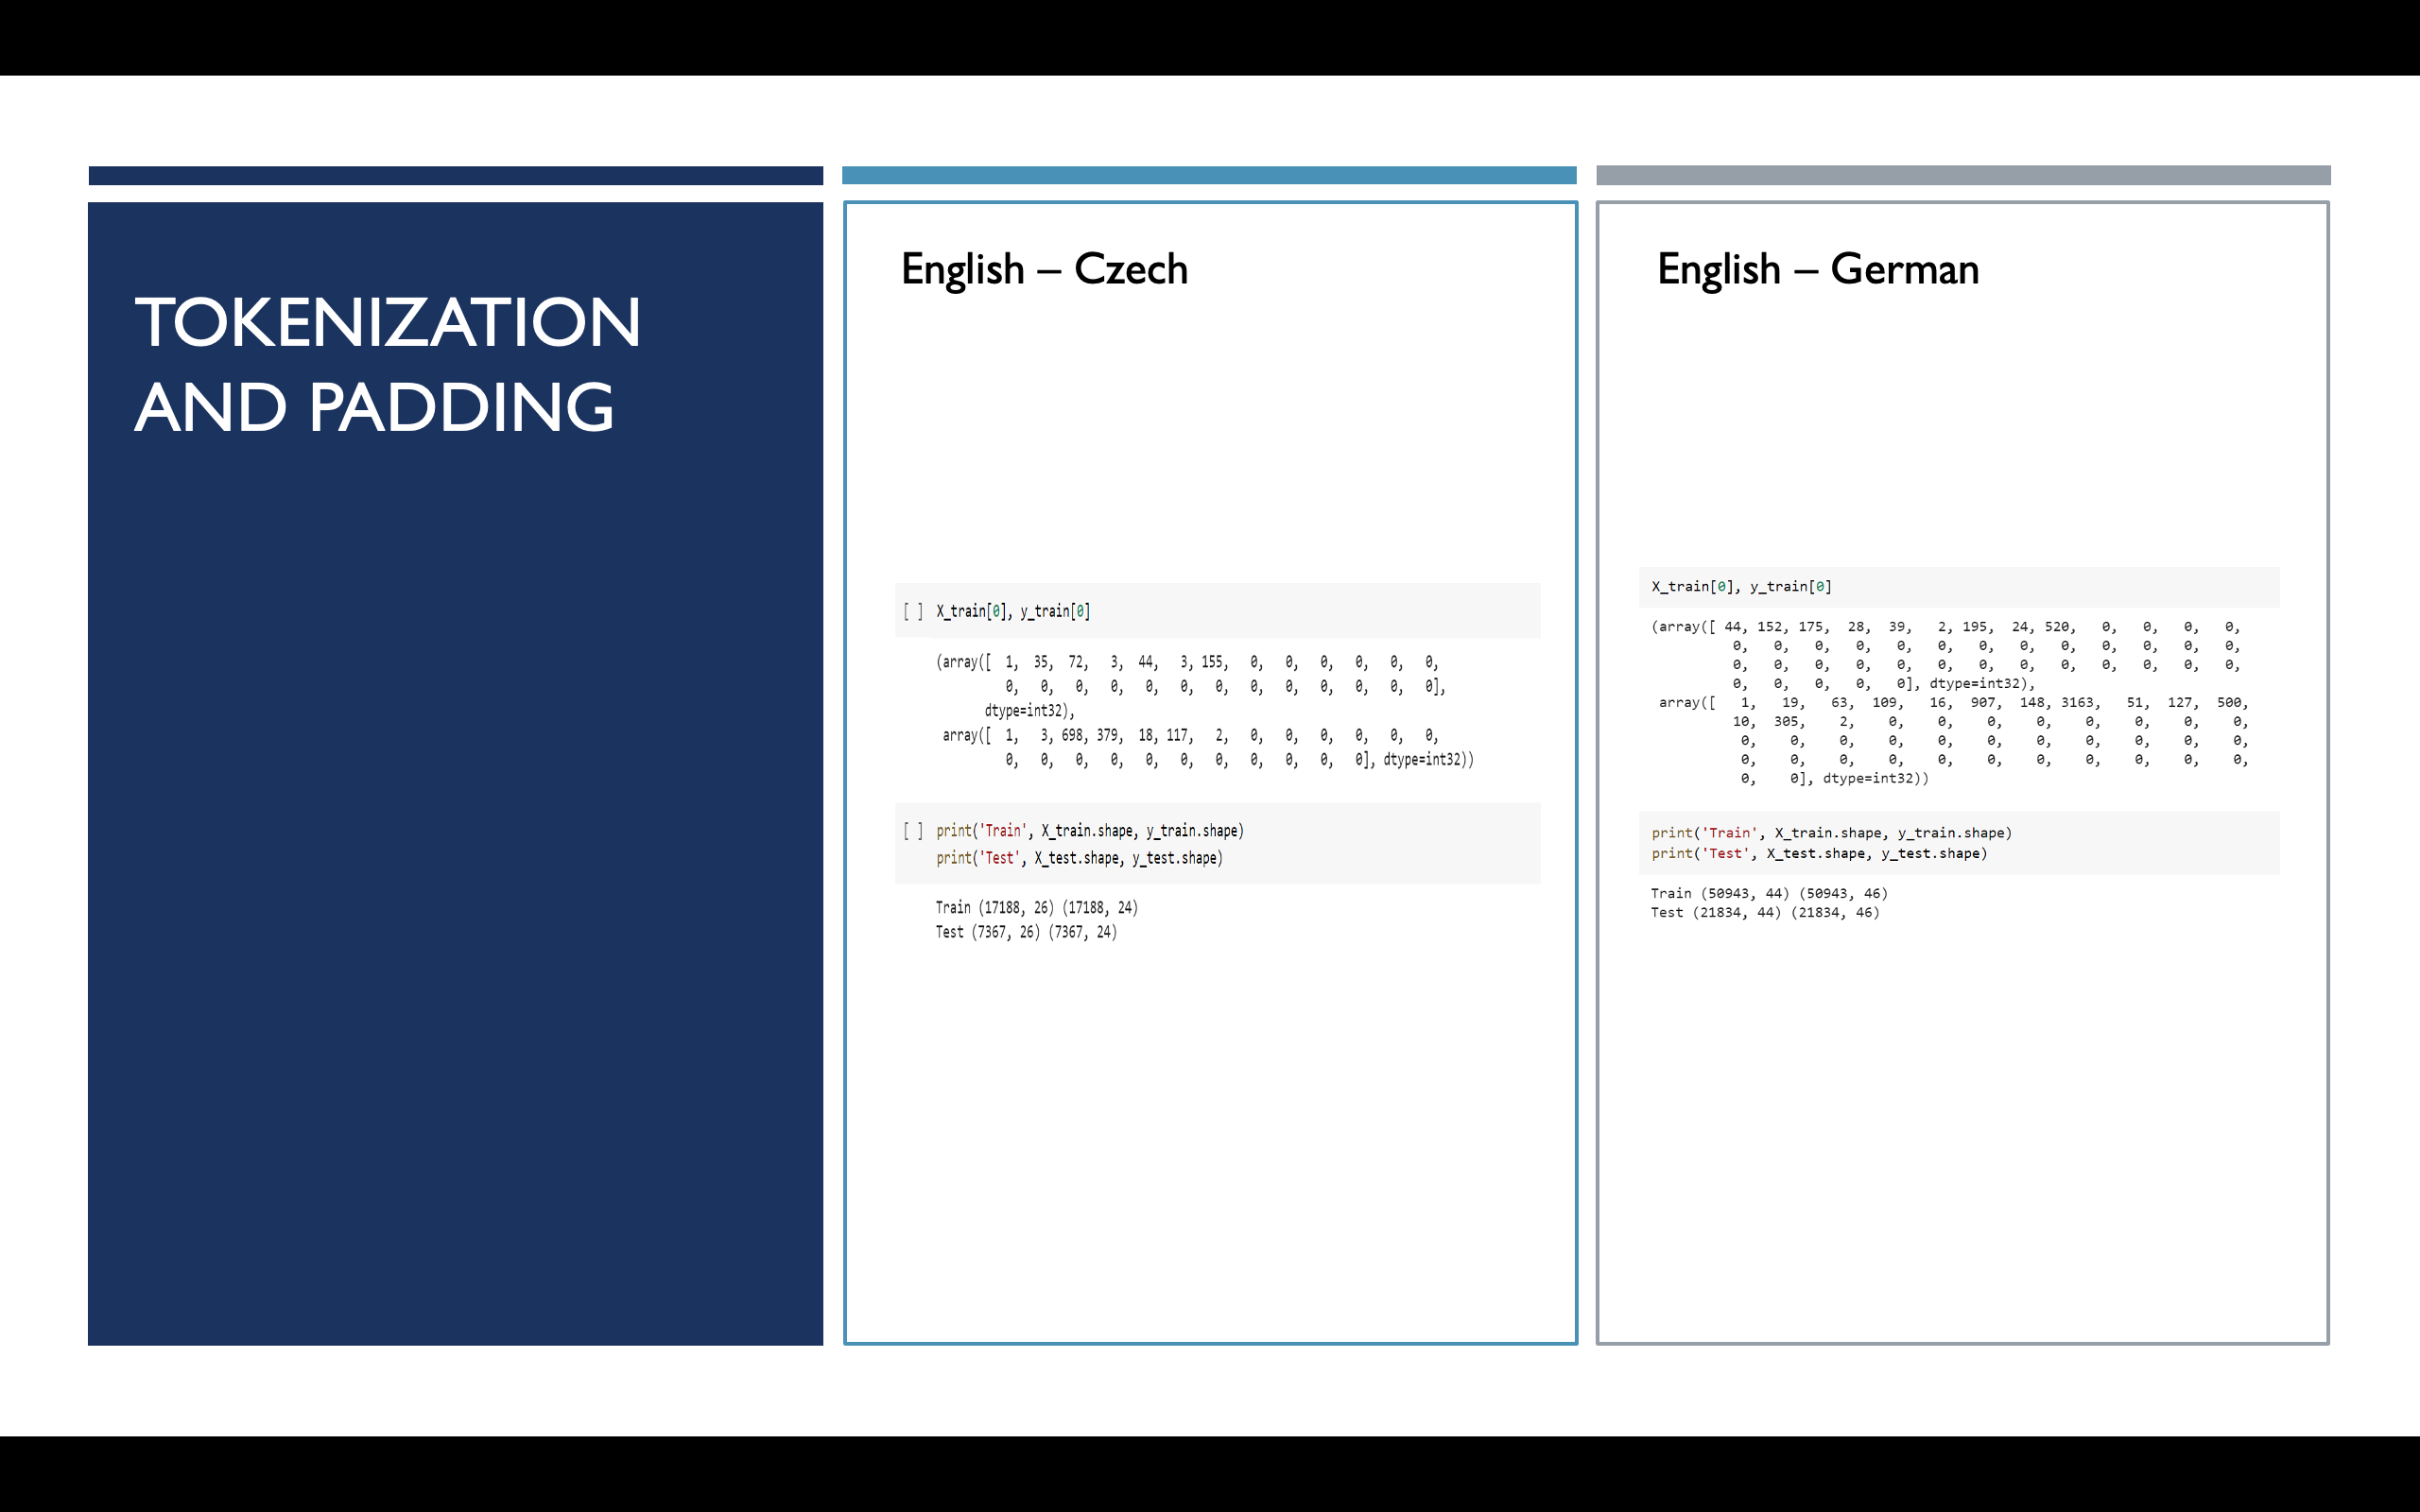 TOKENIZATION
AND PADDING
English – Czech
[ ] X_train[0], y_train[0]
(array([ 1, 35, 72, 3, 44, 3, 155, 0, 0, 0, 0, 0, 0,
0, 0, 0, 0, 0, 0, 0, 0, 0, 0, 0, 0, 0],
dtype=int32),
array([ 1, 3, 698, 379, 18, 117, 2, 0, 0, 0, 0, 0, 0,
0, 0, 0, 0, 0, 0, 0, 0, 0, 0, 0], dtype=int32))
[ ] print('Train', X_train.shape, y_train.shape)
print('Test', X_test.shape, y_test.shape)
Train (17188, 26) (17188, 24)
Test (7367, 26) (7367, 24)
English – German
X_train[0], y_train[0]
(array([ 44, 152, 175, 28, 39, 2, 195, 24, 520, 0, 0, 0, 0,
0, 0, 0, 0, 0, 0, 0, 0, 0, 0, 0, 0, 0,
0, 0, 0, 0, 0, 0, 0, 0, 0, 0, 0, 0, 0,
0, 0, 0, 0, 0], dtype=int32),
array([ 1, 19, 63, 109, 16, 907, 148, 3163, 51, 127, 500,
10, 305, 2, 0, 0, 0, 0, 0, 0, 0, 0,
0, 0, 0, 0, 0, 0, 0, 0, 0, 0, 0,
0, 0, 0, 0, 0, 0, 0, 0, 0, 0, 0,
0, 0], dtype=int32))
print('Train', X_train.shape, y_train.shape)
print('Test', X_test.shape, y_test.shape)
Train (50943, 44) (50943, 46)
Test (21834, 44) (21834, 46)